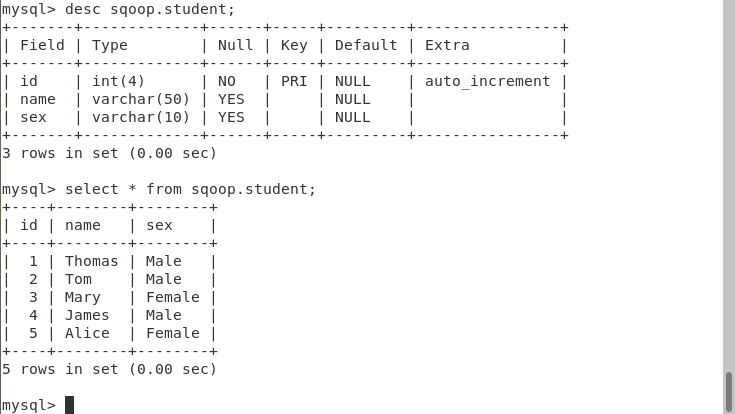 mysql> desc sqoop.student;
+-------+-------------+------+-----+---------+----------------+
| Field | Type        | Null | Key | Default | Extra          |
+-------+-------------+------+-----+---------+----------------+
| id    | int(4)      | NO   | PRI | NULL    | auto_increment |
| name  | varchar(50) | YES  |     | NULL    |                |
| sex   | varchar(10) | YES  |     | NULL    |                |
+-------+-------------+------+-----+---------+----------------+
3 rows in set (0.00 sec)

mysql> select * from sqoop.student;
+----+--------+--------+
| id | name   | sex    |
+----+--------+--------+
|  1 | Thomas | Male   |
|  2 | Tom    | Male   |
|  3 | Mary   | Female |
|  4 | James  | Male   |
|  5 | Alice  | Female |
+----+--------+--------+
5 rows in set (0.00 sec)

mysql>